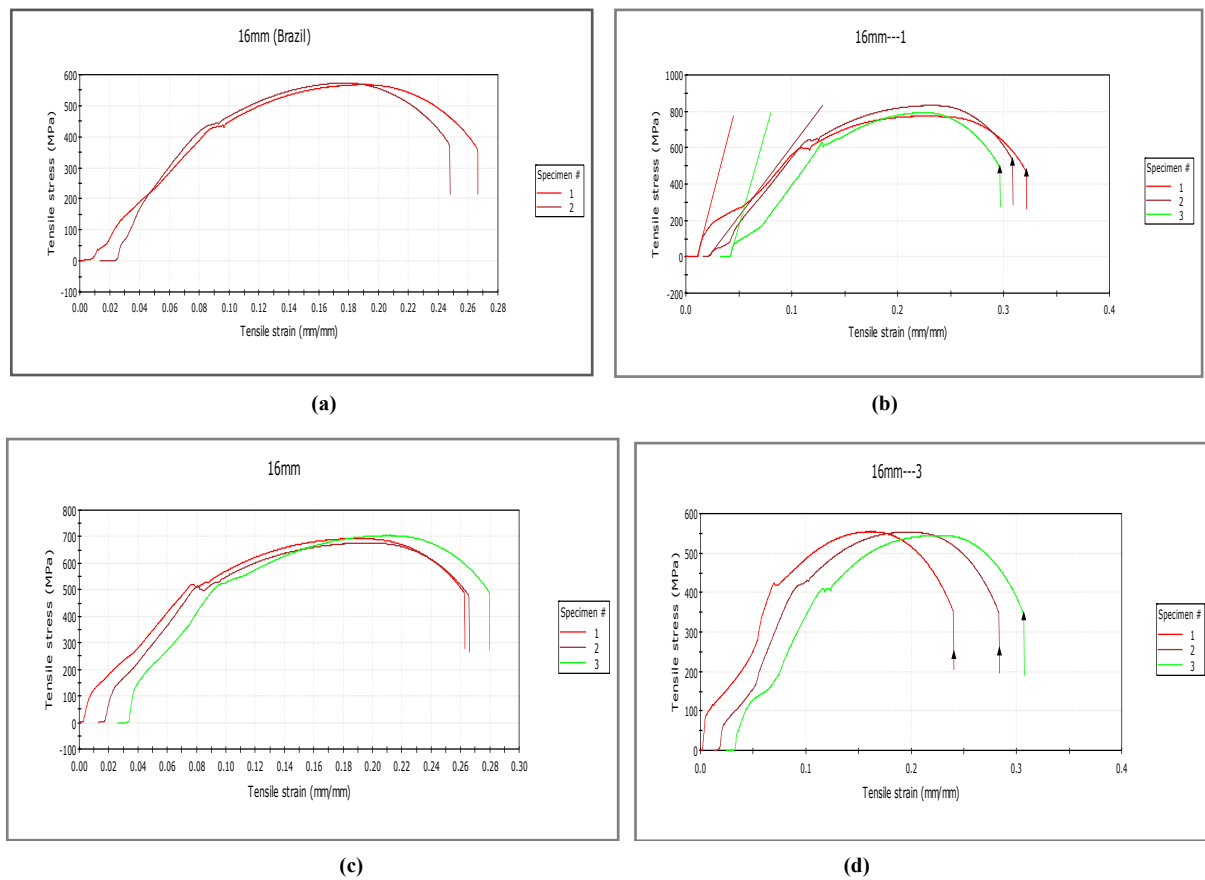 16mm (Brazil)
Tensile stress (MPa)
600
500
400
300
200
100
0
-100
0.00 0.02 0.04 0.06 0.08 0.10 0.12 0.14 0.16 0.18 0.20 0.22 0.24 0.26 0.28
Tensile strain (mm/mm)
Specimen #
1
2
(a)
16mm---1
Tensile stress (MPa)
1000
800
600
400
200
0
-200
0.0 0.1 0.2 0.3 0.4
Tensile strain (mm/mm)
Specimen #
1
2
3
(b)
16mm
Tensile stress (MPa)
800
700
600
500
400
300
200
100
0
-100
0.00 0.02 0.04 0.06 0.08 0.10 0.12 0.14 0.16 0.18 0.20 0.22 0.24 0.26 0.28 0.30
Tensile strain (mm/mm)
Specimen #
1
2
3
(c)
16mm---3
Tensile stress (MPa)
600
500
400
300
200
100
0
0.0 0.1 0.2 0.3 0.4
Tensile strain (mm/mm)
Specimen #
1
2
3
(d)